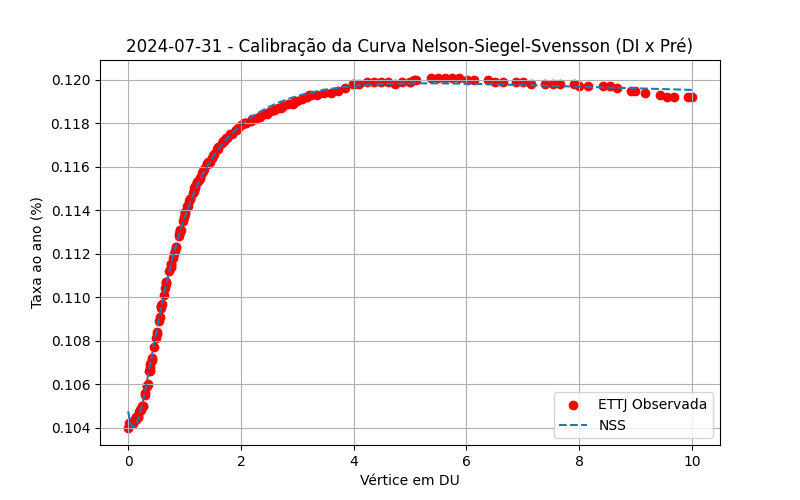 2024-07-31 - Calibração da Curva Nelson-Siegel-Svensson (DI x Pré)
Taxa ao ano (%)
0.120
0.118
0.116
0.114
0.112
0.110
0.108
0.106
0.104
ETTJ Observada
NSS
0 2 4 6 8 10
Vértice em DU